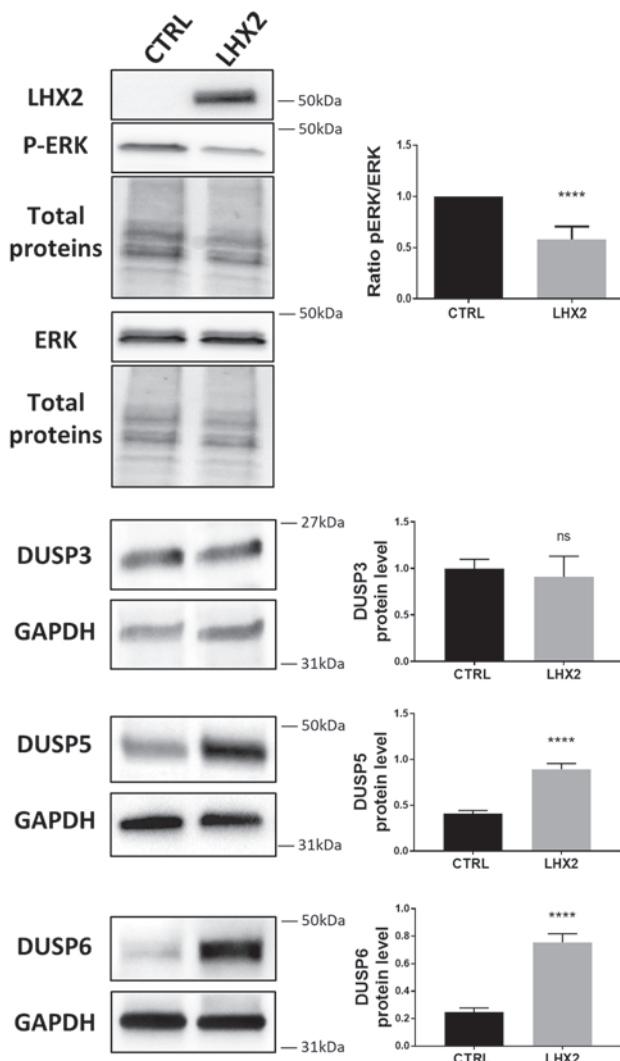 CTRL LHX2
LHX2
50kDa
P-ERK
50kDa
Total
proteins
ERK
50kDa
Total
proteins
Ratio pERK/ERK
1.5
1.0
0.5
0.0
****
CTRL LHX2
DUSP3
27kDa
GAPDH
31kDa
DUSP3
protein level
1.5
1.0
0.5
0.0
ns
CTRL LHX2
DUSP5
50kDa
GAPDH
31kDa
DUSP5
protein level
1.5
1.0
0.5
0.0
****
CTRL LHX2
DUSP6
50kDa
GAPDH
31kDa
DUSP6
protein level
1.0
0.8
0.6
0.4
0.2
0.0
****
CTRL LHX2